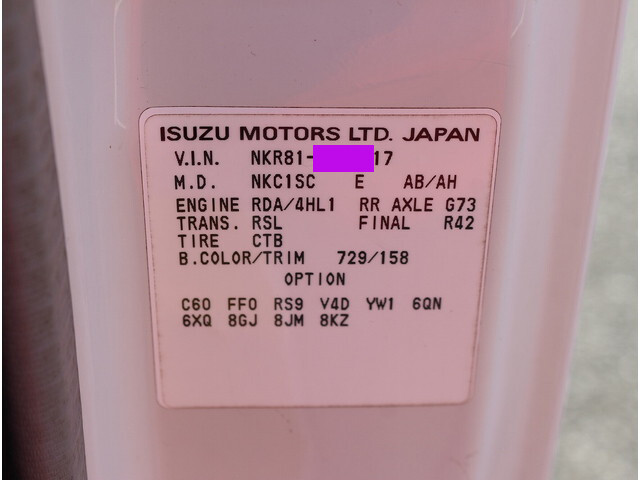 ISUZU MOTORS LTD. JAPAN
V.I.N. NKR81- 17
M.D. NKC1SC E AB/AH
ENGINE RDA/4HL1 RR AXLE G73
TRANS. RSL FINAL R42
TIRE CTB
B.COLOR/TRIM 729/158
OPTION
C60 FF0 RS9 V4D YW1 6QN
6XQ 8GJ 8JM 8KZ